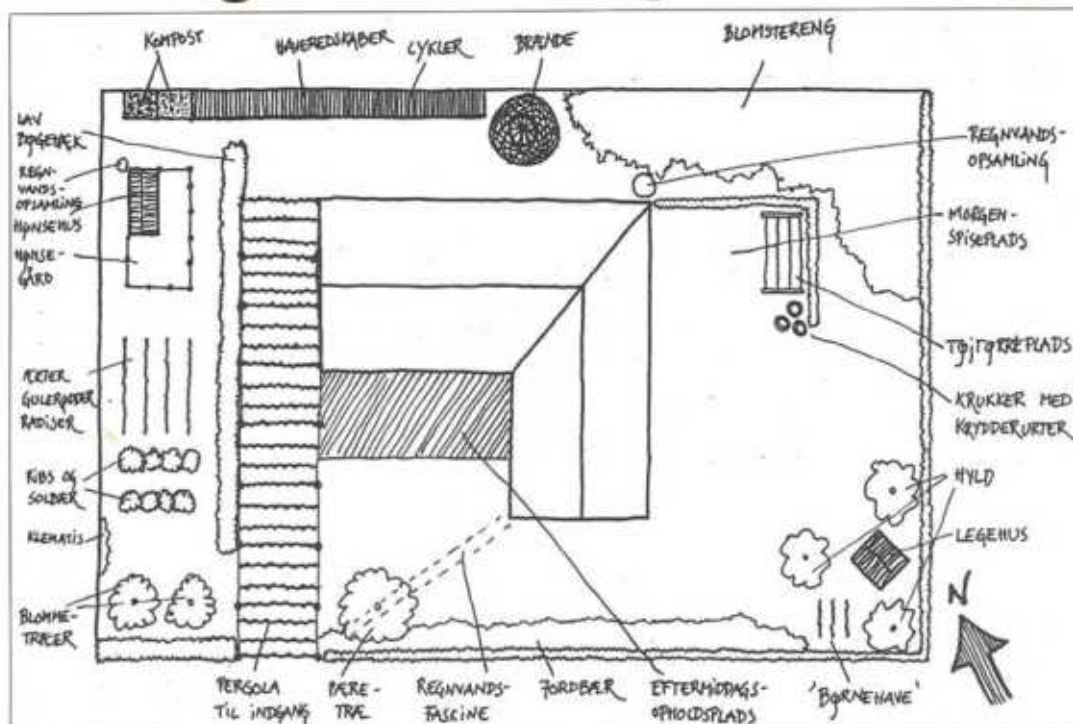 KOMPOST
HAVEREDSKABER
CYKLER
BRÆNDE
BLOMSTERENG
LAV
BØGEHÆK
REGN-
VANDS-
OPSAMLING
HØNSEHUS
HØNSE-
GÅRD
ÆRTER
GULERØDDER
RADISER
RIBS OG
SOLBÆR
KLEMATIS
BLOMME-
TRÆER
REGNVANDS-
OPSAMLING
MORGEN-
SPISEPLADS
TØJTØRREPLADS
KRUKKER MED
KRYDDERURTER
HYLD
LEGEHUS
N
PERGOLA
TIL INDGANG
PÆRE-
TRÆ
REGNVANDS-
FASCINE
JORDBÆR
EFTERMIDDAGS-
OPHOLDSPLADS
'BØRNEHAVE'